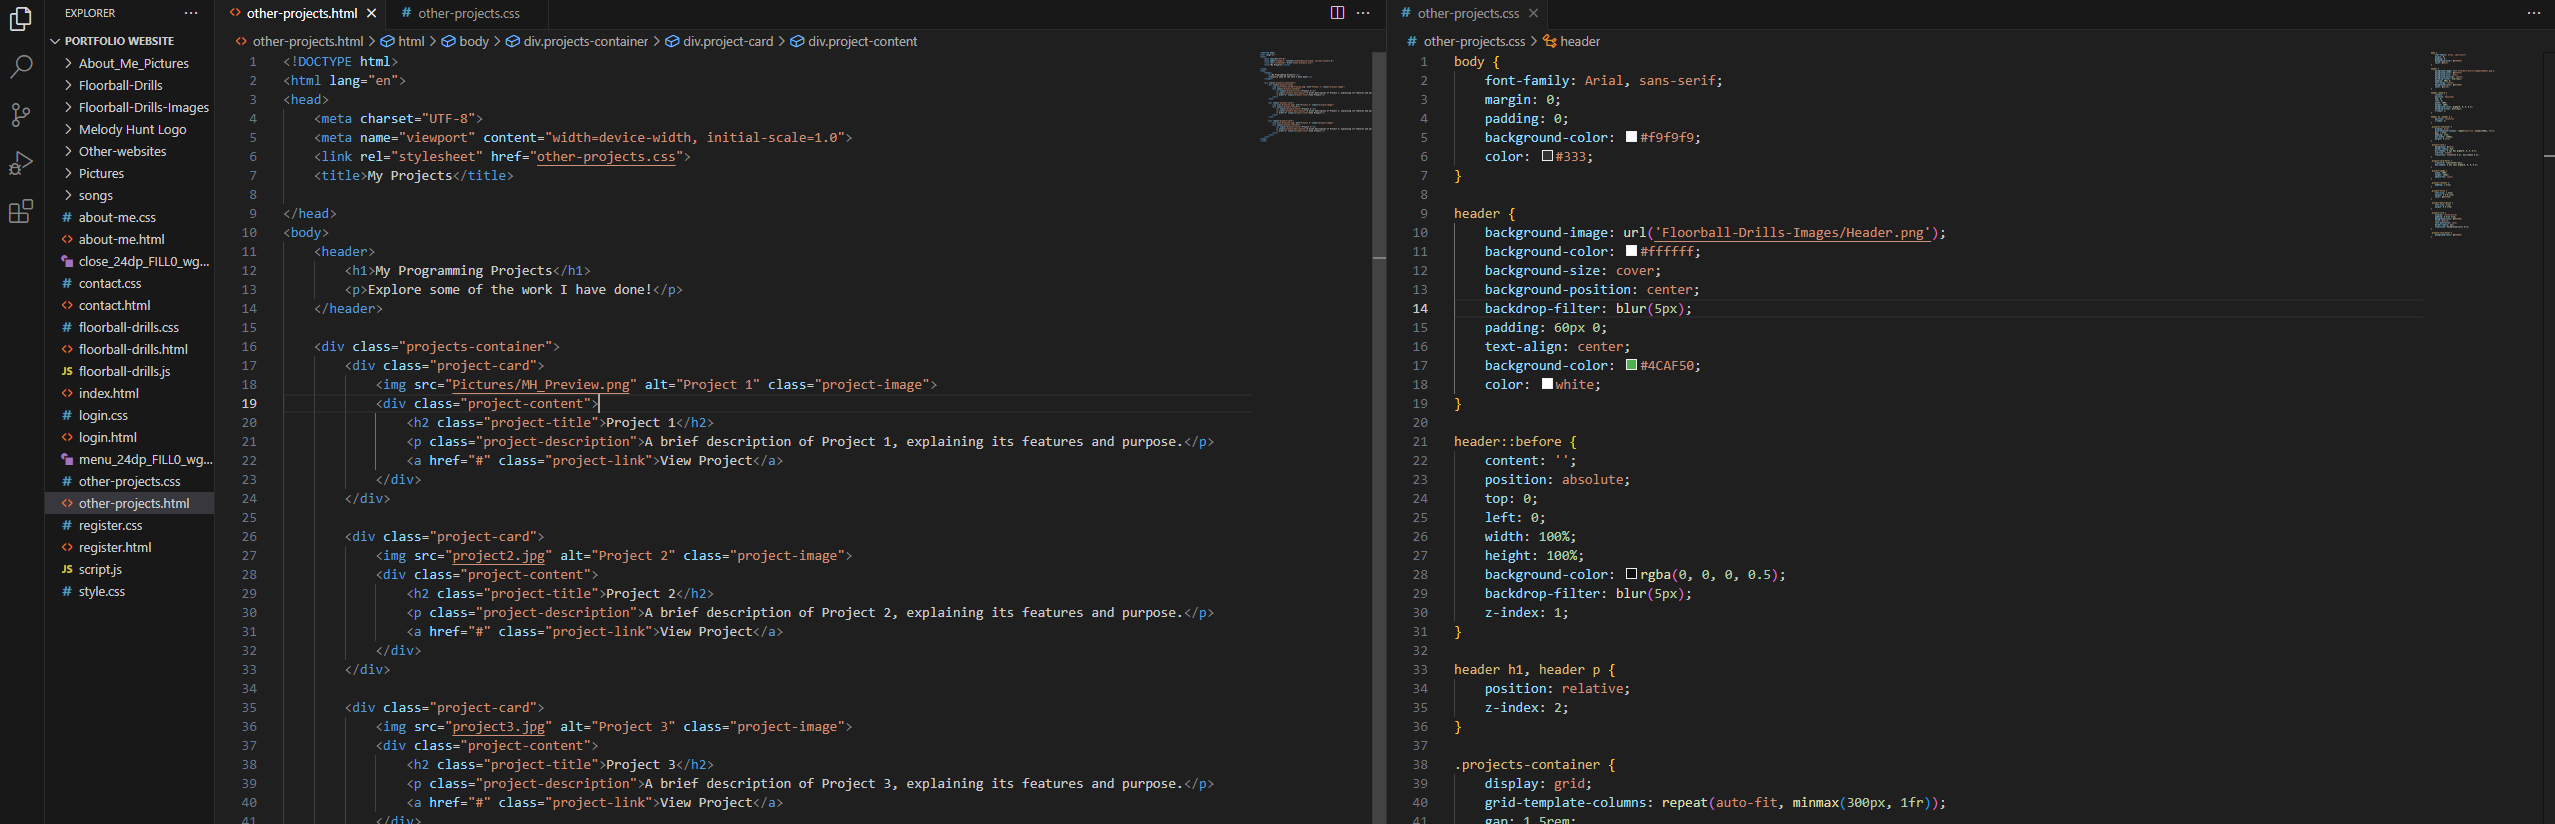 EXPLORER ···
PORTFOLIO WEBSITE
About_Me_Pictures
Floorball-Drills
Floorball-Drills-Images
Melody Hunt Logo
Other-websites
Pictures
songs
# about-me.css
<> about-me.html
close_24dp_FILL0_wg...
# contact.css
<> contact.html
# floorball-drills.css
<> floorball-drills.html
JS floorball-drills.js
<> index.html
# login.css
<> login.html
menu_24dp_FILL0_wg...
# other-projects.css
<> other-projects.html
# register.css
<> register.html
JS script.js
# style.css
<> other-projects.html # other-projects.css
<> other-projects.html > html > body > div.projects-container > div.project-card > div.project-content
1 <!DOCTYPE html>
2 <html lang="en">
3 <head>
4 <meta charset="UTF-8">
5 <meta name="viewport" content="width=device-width, initial-scale=1.0">
6 <link rel="stylesheet" href="other-projects.css">
7 <title>My Projects</title>
8
9 </head>
10 <body>
11 <header>
12 <h1>My Programming Projects</h1>
13 <p>Explore some of the work I have done!</p>
14 </header>
15
16 <div class="projects-container">
17 <div class="project-card">
18 <img src="Pictures/MH_Preview.png" alt="Project 1" class="project-image">
19 <div class="project-content">
20 <h2 class="project-title">Project 1</h2>
21 <p class="project-description">A brief description of Project 1, explaining its features and purpose.</p>
22 <a href="#" class="project-link">View Project</a>
23 </div>
24 </div>
25
26 <div class="project-card">
27 <img src="project2.jpg" alt="Project 2" class="project-image">
28 <div class="project-content">
29 <h2 class="project-title">Project 2</h2>
30 <p class="project-description">A brief description of Project 2, explaining its features and purpose.</p>
31 <a href="#" class="project-link">View Project</a>
32 </div>
33 </div>
34
35 <div class="project-card">
36 <img src="project3.jpg" alt="Project 3" class="project-image">
37 <div class="project-content">
38 <h2 class="project-title">Project 3</h2>
39 <p class="project-description">A brief description of Project 3, explaining its features and purpose.</p>
40 <a href="#" class="project-link">View Project</a>
41 </div>
# other-projects.css
# other-projects.css > header
1 body {
2 font-family: Arial, sans-serif;
3 margin: 0;
4 padding: 0;
5 background-color: #f9f9f9;
6 color: #333;
7 }
8
9 header {
10 background-image: url('Floorball-Drills-Images/Header.png');
11 background-color: #ffffff;
12 background-size: cover;
13 background-position: center;
14 backdrop-filter: blur(5px);
15 padding: 60px 0;
16 text-align: center;
17 background-color: #4CAF50;
18 color: white;
19 }
20
21 header::before {
22 content: '';
23 position: absolute;
24 top: 0;
25 left: 0;
26 width: 100%;
27 height: 100%;
28 background-color: rgba(0, 0, 0, 0.5);
29 backdrop-filter: blur(5px);
30 z-index: 1;
31 }
32
33 header h1, header p {
34 position: relative;
35 z-index: 2;
36 }
37
38 .projects-container {
39 display: grid;
40 grid-template-columns: repeat(auto-fit, minmax(300px, 1fr));
41 gap: 1.5rem;